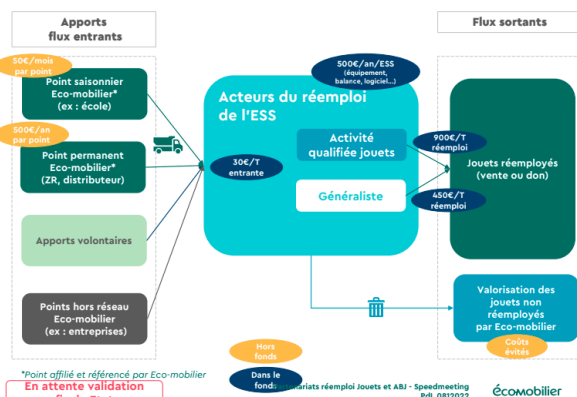 Apports
flux entrants
Flux sortants
50€/mois
par point
Point saisonnier
Eco-mobilier*
(ex : école)
500€/an
par point
Point permanent
Eco-mobilier*
(ZR, distributeur)
Apports volontaires
Points hors réseau
Eco-mobilier
(ex : entreprises)
500€/an/ESS
(équipement,
balance, logiciel...)
Acteurs du réemploi
de l'ESS
30€/T
entrante
Activité
qualifiée jouets
Généraliste
900€/T
réemploi
450€/T
réemploi
Jouets réemployés
(vente ou don)
Valorisation des
jouets non
réemployés
par Eco-mobilier
Coûts
évités
Hors
fonds
Dans le
fonds
*Point affilié et référencé par Eco-mobilier
En attente validation
réemploi Jouets et ABJ - Speedmeeting
PdL 0812022
écomobilier